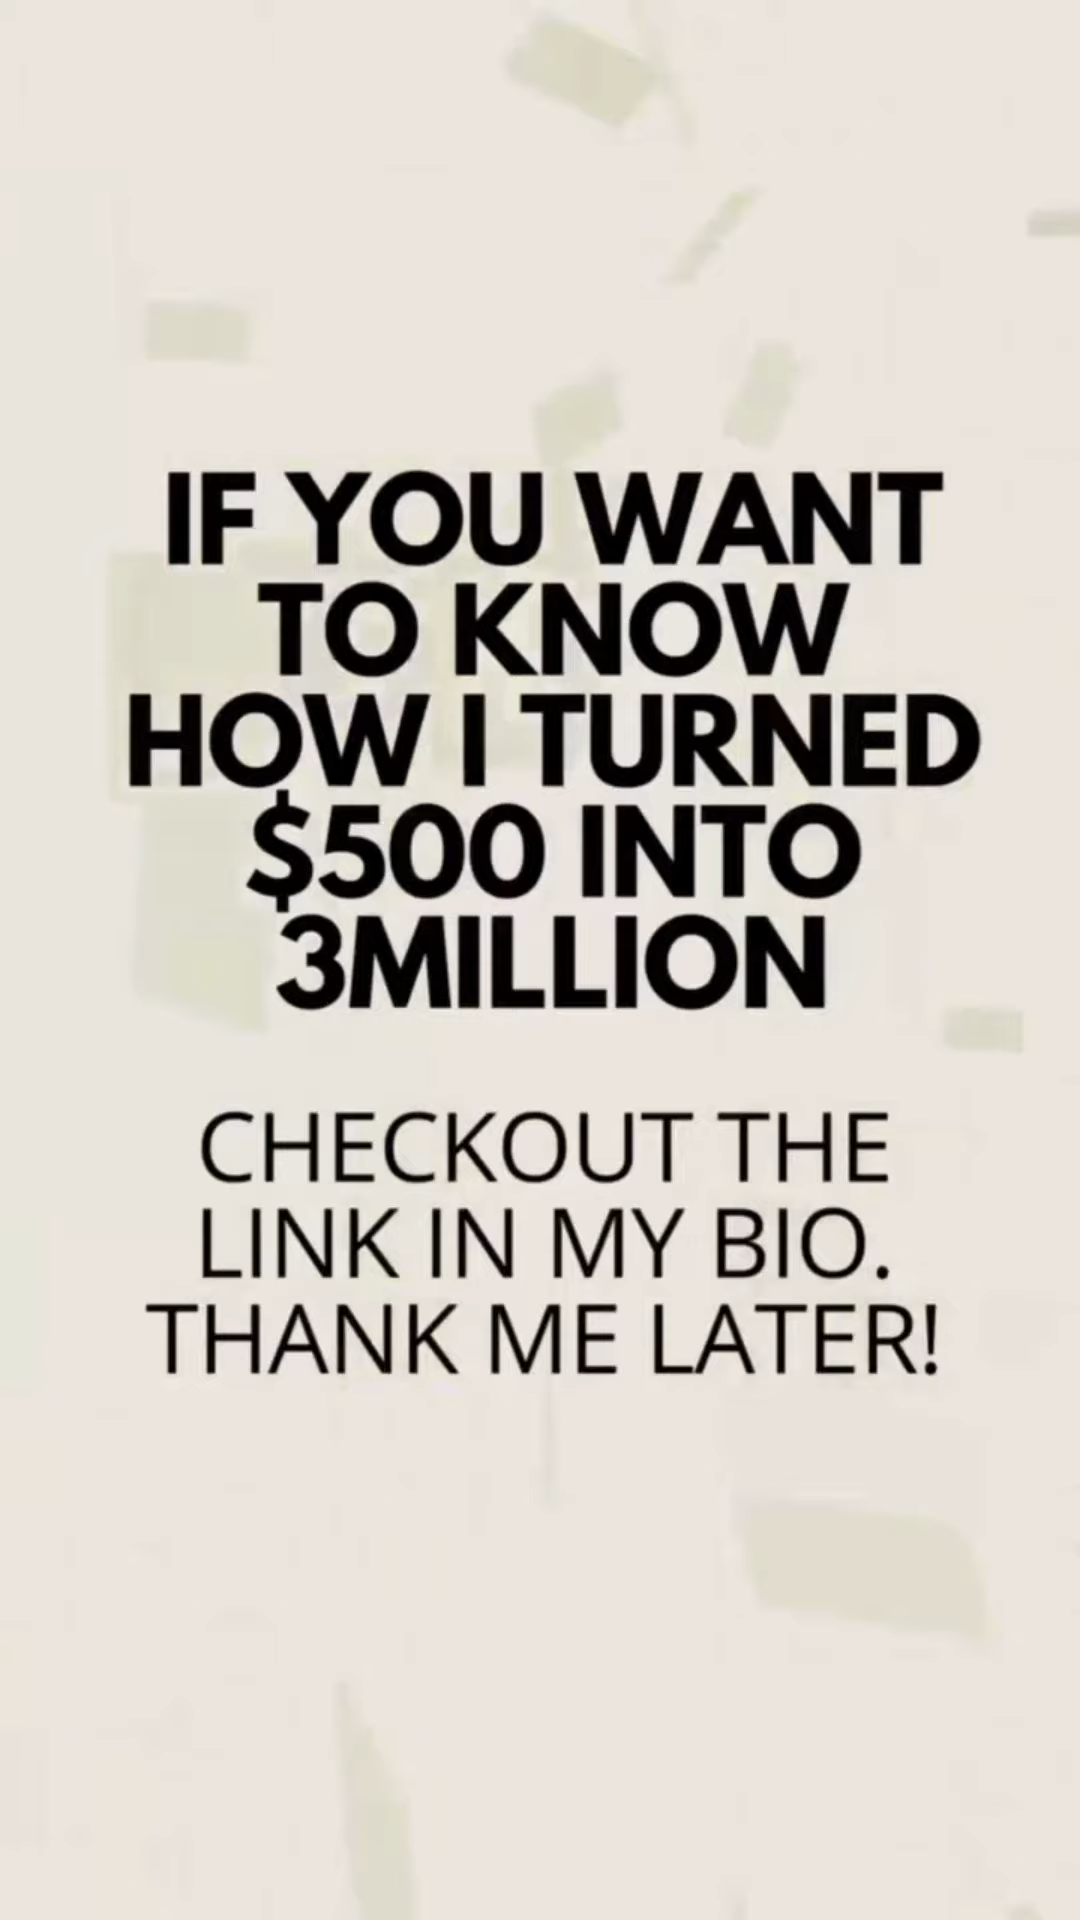 IF YOU WANT
TO KNOW
HOW I TURNED
$500 INTO
3MILLION
CHECKOUT THE
LINK IN MY BIO.
THANK ME LATER!